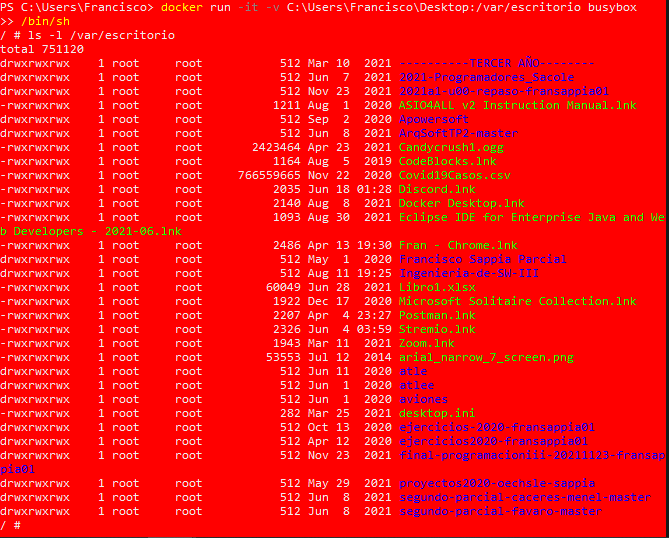 PS C:\Users\Francisco> docker run -it -v C:\Users\Francisco\Desktop:/var/escritorio busybox
>> /bin/sh
/ # ls -l /var/escritorio
total 751120
drwxrwxrwx    1 root     root           512 Mar 10  2021 ----------TERCER AÑO--------
drwxrwxrwx    1 root     root           512 Jun  7  2021 2021-Programadores_Sacola
drwxrwxrwx    1 root     root           512 Nov 23  2021 2021a1-u00-repaso-fransappia01
-rwxrwxrwx    1 root     root          1211 Aug  1  2020 ASIO4ALL v2 Instruction Manual.lnk
drwxrwxrwx    1 root     root           512 Sep  2  2020 Apowersoft
drwxrwxrwx    1 root     root           512 Jun  8  2021 ArqSoftTP2-master
-rwxrwxrwx    1 root     root       2423464 Apr 23  2021 Candycrush1.ogg
-rwxrwxrwx    1 root     root          1164 Aug  5  2019 CodeBlocks.lnk
-rwxrwxrwx    1 root     root     766559665 Nov 22  2020 Covid19Casos.csv
-rwxrwxrwx    1 root     root          2035 Jun 18 01:28 Discord.lnk
-rwxrwxrwx    1 root     root          2140 Aug  8  2021 Docker Desktop.lnk
-rwxrwxrwx    1 root     root          1093 Aug 30  2021 Eclipse IDE for Enterprise Java and We
b Developers - 2021-06.lnk
-rwxrwxrwx    1 root     root          2486 Apr 13 19:30 Fran - Chrome.lnk
drwxrwxrwx    1 root     root           512 May  1  2020 Francisco Sappia Parcial
drwxrwxrwx    1 root     root           512 Aug 11 19:25 Ingenieria-de-SW-III
-rwxrwxrwx    1 root     root         60049 Jun 28  2021 Libro1.xlsx
-rwxrwxrwx    1 root     root          1922 Dec 17  2020 Microsoft Solitaire Collection.lnk
-rwxrwxrwx    1 root     root          2207 Apr  4 23:27 Postman.lnk
-rwxrwxrwx    1 root     root          2326 Jun  4 03:59 Stremio.lnk
-rwxrwxrwx    1 root     root          1943 Mar 11  2021 Zoom.lnk
-rwxrwxrwx    1 root     root         53553 Jul 12  2014 arial_narrow_7_screen.png
drwxrwxrwx    1 root     root           512 Jun 11  2020 atle
drwxrwxrwx    1 root     root           512 Jun  1  2020 atlee
drwxrwxrwx    1 root     root           512 Jun  1  2020 aviones
-rwxrwxrwx    1 root     root           282 Mar 25  2021 desktop.ini
drwxrwxrwx    1 root     root           512 Oct 13  2020 ejercicios-2020-fransappia01
drwxrwxrwx    1 root     root           512 Apr 12  2020 ejercicios2020-fransappia01
drwxrwxrwx    1 root     root           512 Nov 23  2021 final-programacioniii-20211123-fransap
pia01
drwxrwxrwx    1 root     root           512 May 29  2021 proyectos2020-oechsle-sappia
drwxrwxrwx    1 root     root           512 Jun  8  2021 segundo-parcial-caceres-menel-master
drwxrwxrwx    1 root     root           512 Jun  8  2021 segundo-parcial-favaro-master
/ #